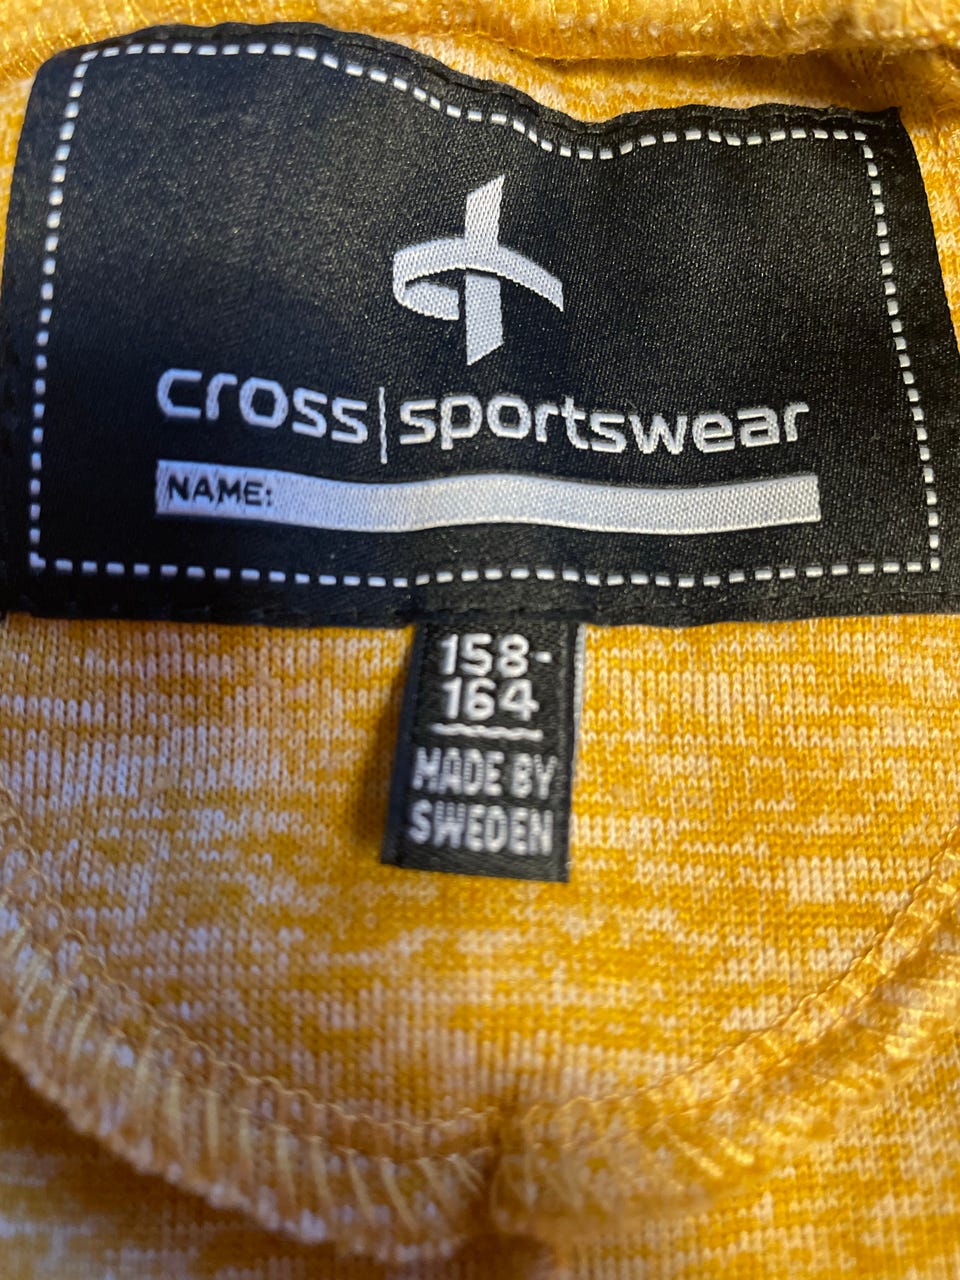 cross|sportswear
NAME:
158-
164
MADE BY
SWEDEN